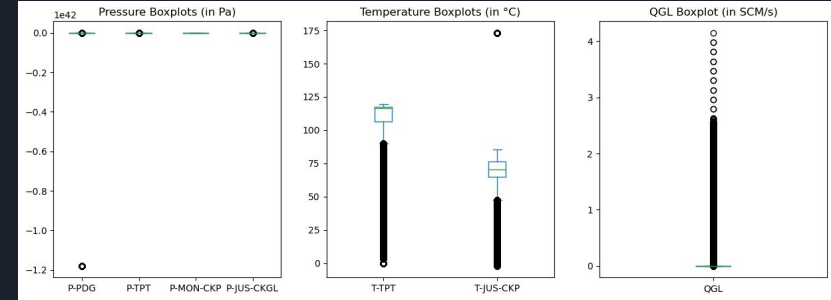 Pressure Boxplots (in Pa)
1e42
0.0
−0.2
−0.4
−0.6
−0.8
−1.0
−1.2
P-PDG P-TPT P-MON-CKP P-JUS-CKGL
Temperature Boxplots (in °C)
175
150
125
100
75
50
25
0
T-TPT T-JUS-CKP
QGL Boxplot (in SCM/s)
4
3
2
1
0
QGL